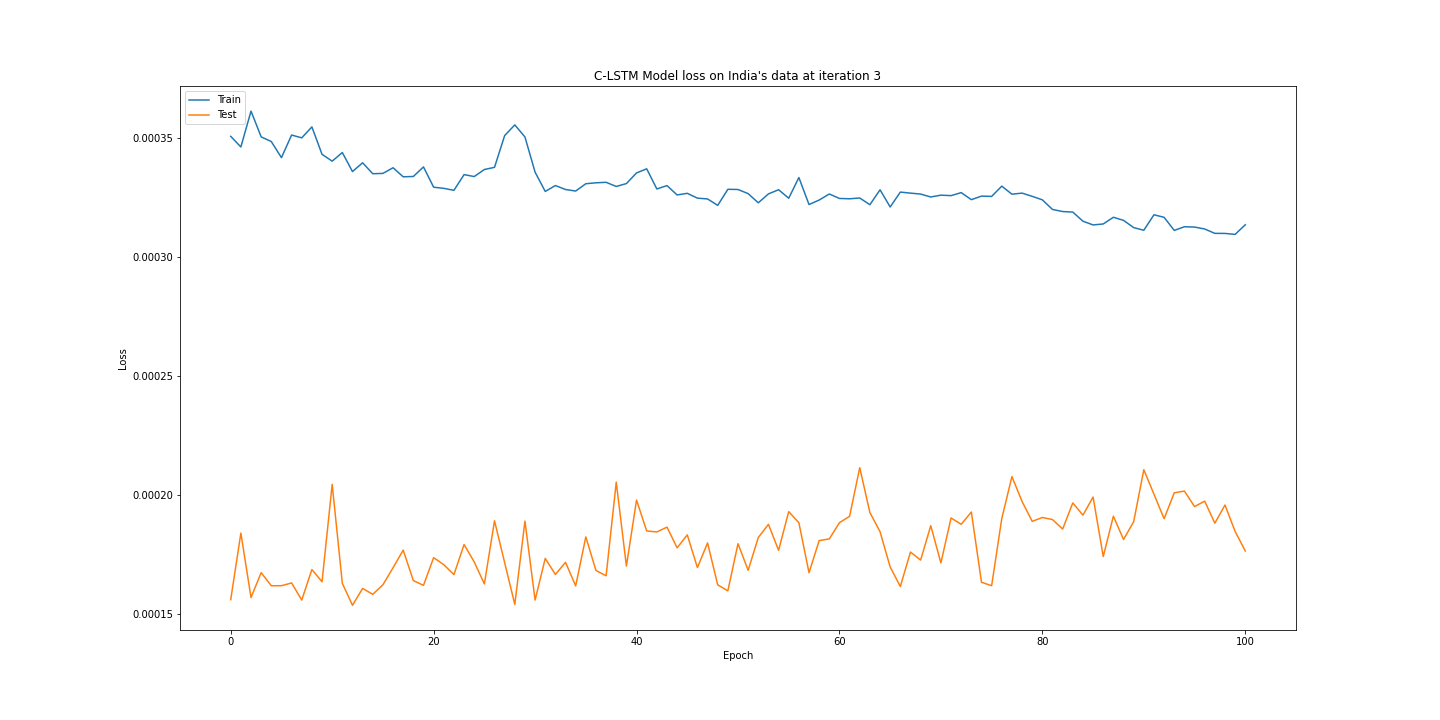 C-LSTM Model loss on India's data at iteration 3
Train
Test
0.00035
0.00030
0.00025
0.00020
0.00015
Loss
0 20 40 60 80 100
Epoch